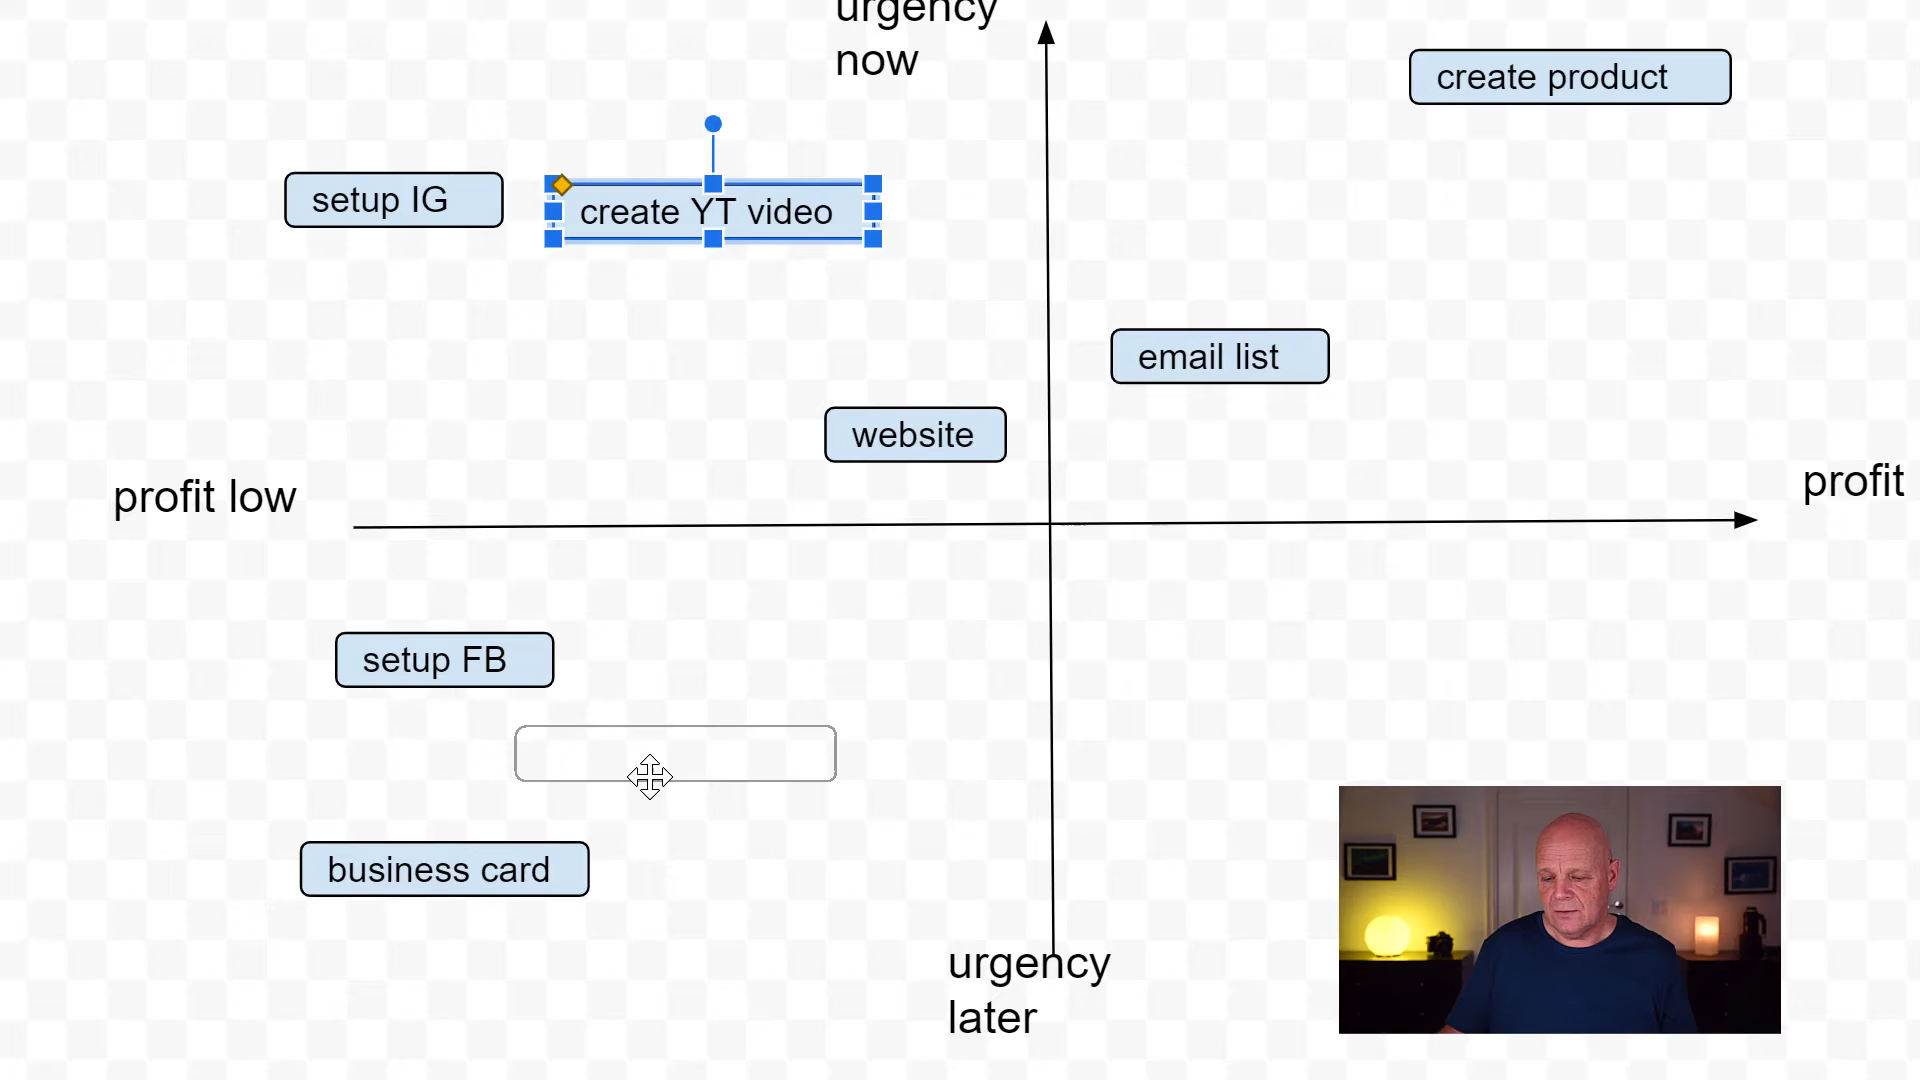 urgency
now
create product
setup IG
create YT video
email list
website
profit low
profit
setup FB
business card
urgency
later